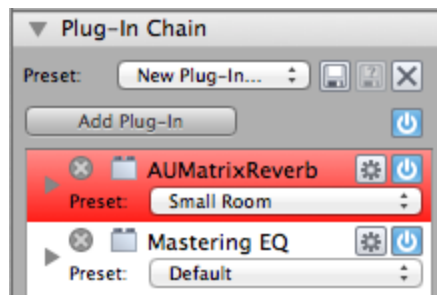 Plug-In Chain
Preset: New Plug-In...
Add Plug-In
AUMatrixReverb
Preset: Small Room
Mastering EQ
Preset: Default